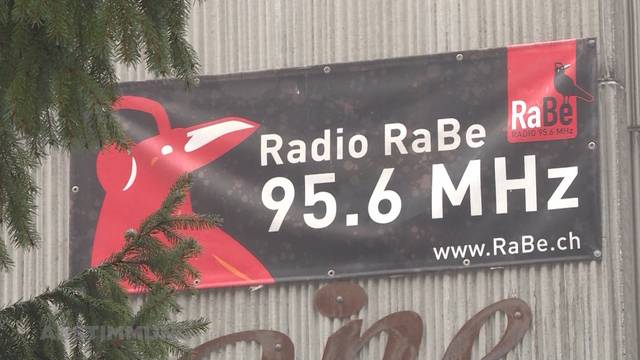 Radio RaBe
95.6 MHz
www.RaBe.ch
RaBe
RADIO 95.6 MHz